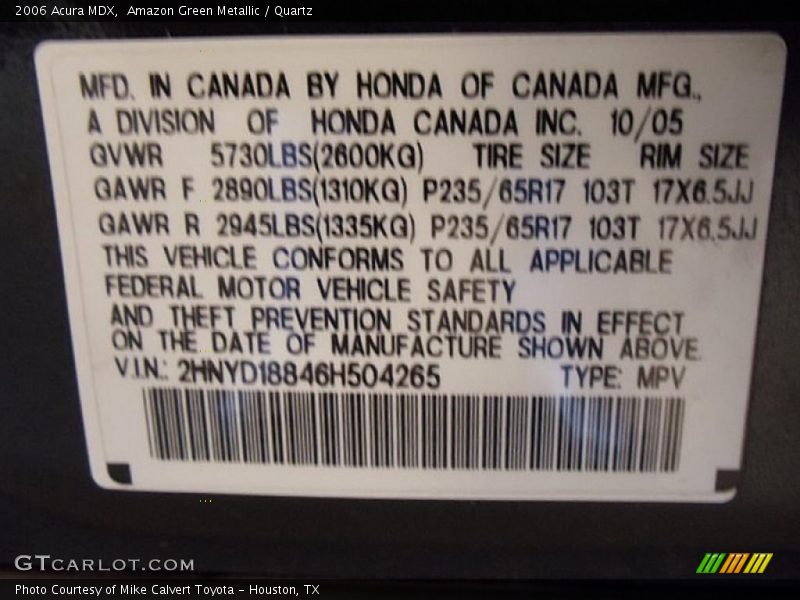 2006 Acura MDX,  Amazon Green Metallic / Quartz
MFD. IN CANADA BY HONDA OF CANADA MFG.,
A DIVISION OF HONDA CANADA INC. 10/05
GVWR 5730LBS(2600KG) TIRE SIZE RIM SIZE
GAWR F 2890LBS(1310KG) P235/65R17 103T 17X6.5JJ
GAWR R 2945LBS(1335KG) P235/65R17 103T 17X6.5JJ
THIS VEHICLE CONFORMS TO ALL APPLICABLE
FEDERAL MOTOR VEHICLE SAFETY
AND THEFT PREVENTION STANDARDS IN EFFECT
ON THE DATE OF MANUFACTURE SHOWN ABOVE.
V.I.N.: 2HNYD18846H504265 TYPE: MPV
GTCARLOT.COM
Photo Courtesy of Mike Calvert Toyota - Houston, TX